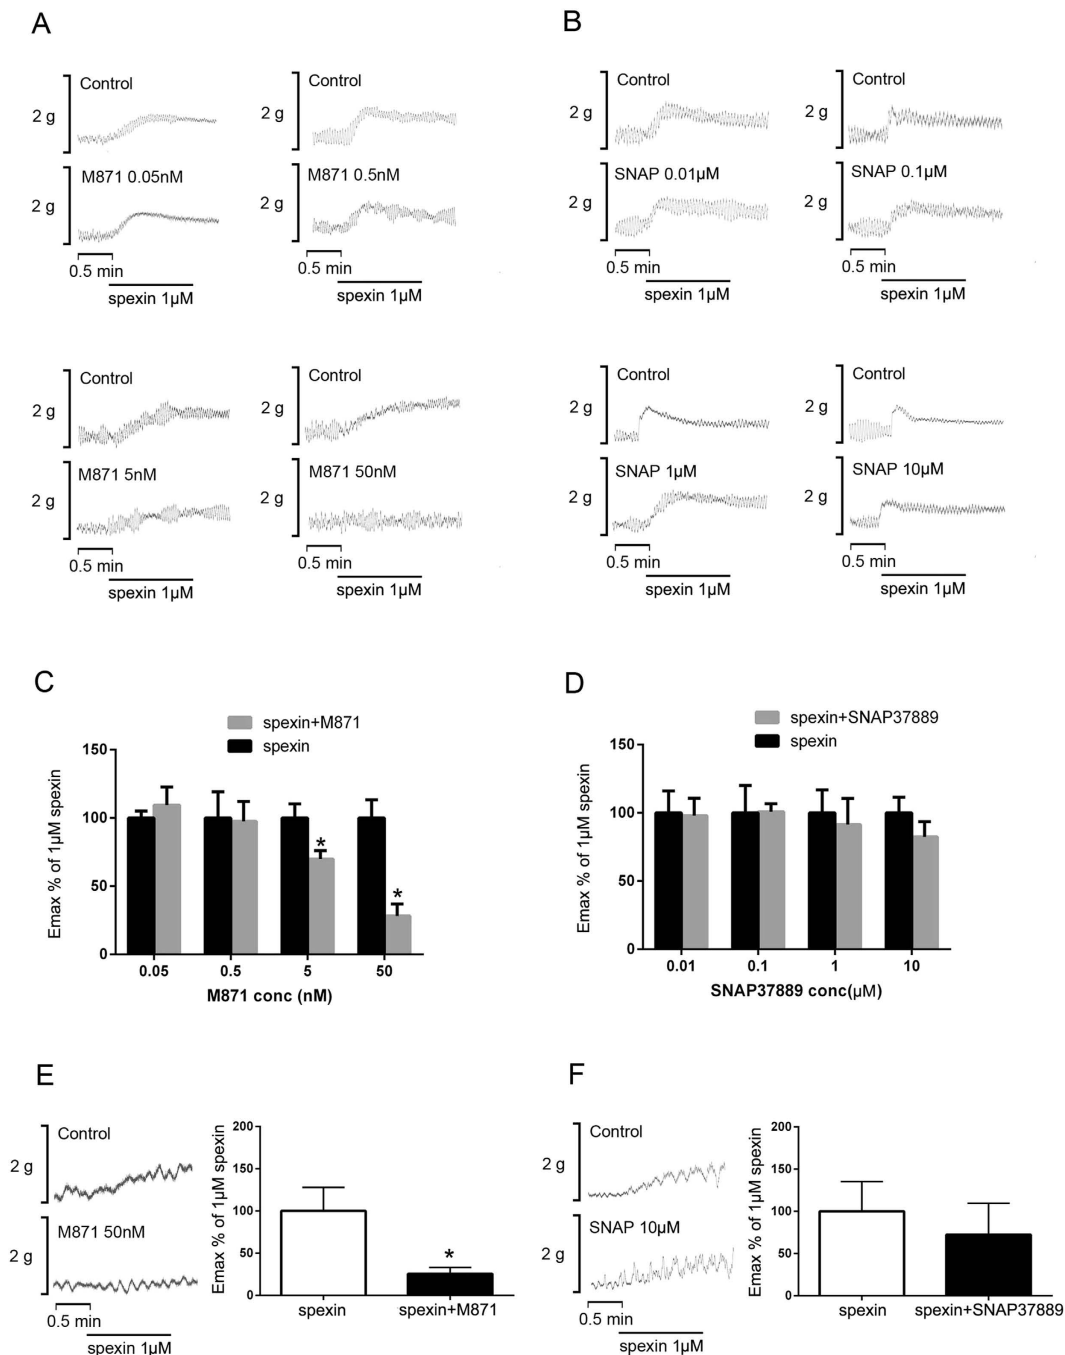 A
B
Control
2 g
M871 0.05nM
2 g
0.5 min
spexin 1µM
Control
2 g
M871 0.5nM
2 g
0.5 min
spexin 1µM
Control
2 g
SNAP 0.01µM
2 g
0.5 min
spexin 1µM
Control
2 g
SNAP 0.1µM
2 g
0.5 min
spexin 1µM
Control
2 g
M871 5nM
2 g
0.5 min
spexin 1µM
Control
2 g
M871 50nM
2 g
0.5 min
spexin 1µM
Control
2 g
SNAP 1µM
2 g
0.5 min
spexin 1µM
Control
2 g
SNAP 10µM
2 g
0.5 min
spexin 1µM
C
spexin+M871
spexin
Emax % of 1µM spexin
150
100
50
0
0.05 0.5 5 50
* *
M871 conc (nM)
D
spexin+SNAP37889
spexin
Emax % of 1µM spexin
150
100
50
0
0.01 0.1 1 10
SNAP37889 conc(µM)
E
Control
2 g
M871 50nM
2 g
0.5 min
spexin 1µM
Emax % of 1µM spexin
200
150
100
50
0
*
spexin spexin+M871
F
Control
2 g
SNAP 10µM
2 g
0.5 min
spexin 1µM
Emax % of 1µM spexin
200
150
100
50
0
spexin spexin+SNAP37889